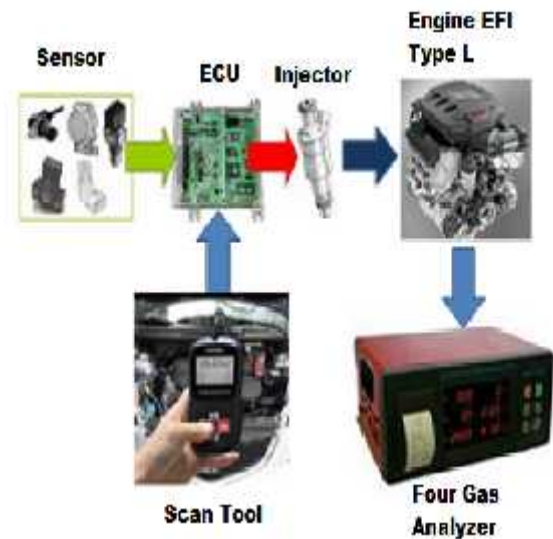 Engine EFI
Type L
Sensor
ECU
Injector
Scan Tool
Four Gas
Analyzer